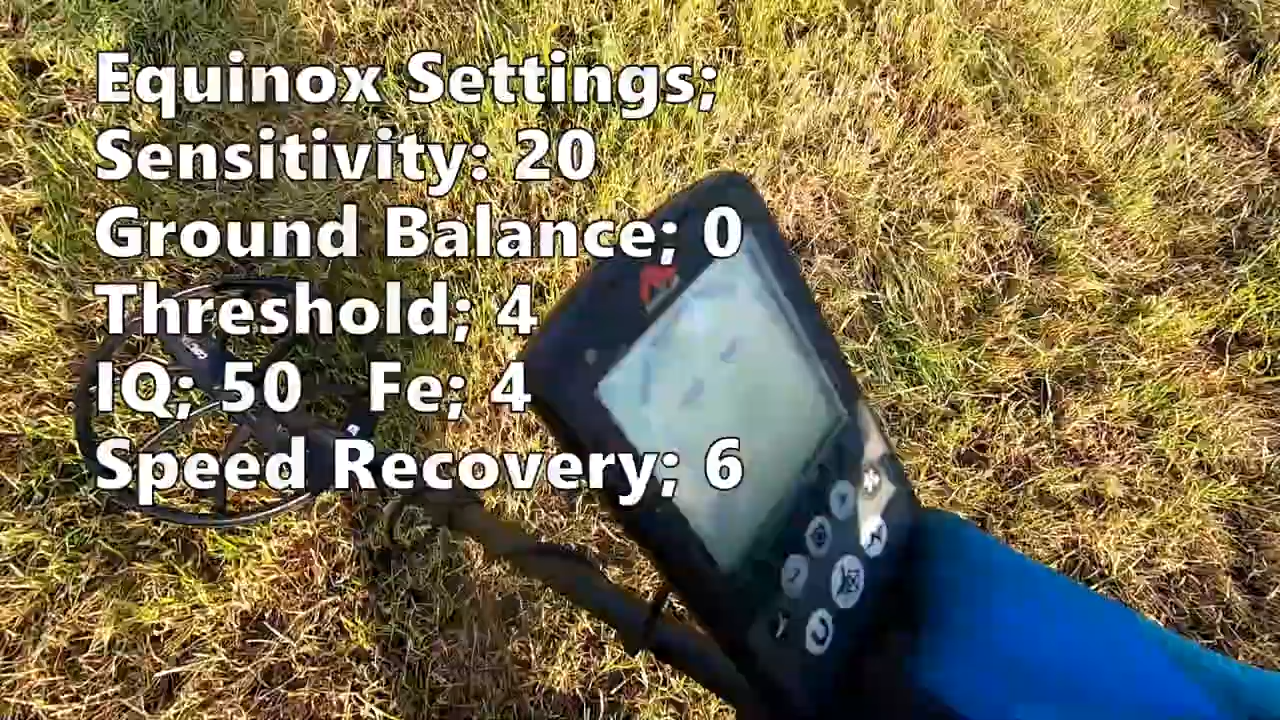 Equinox Settings;
Sensitivity: 20
Ground Balance; 0
Threshold; 4
IQ; 50 Fe; 4
Speed Recovery; 6